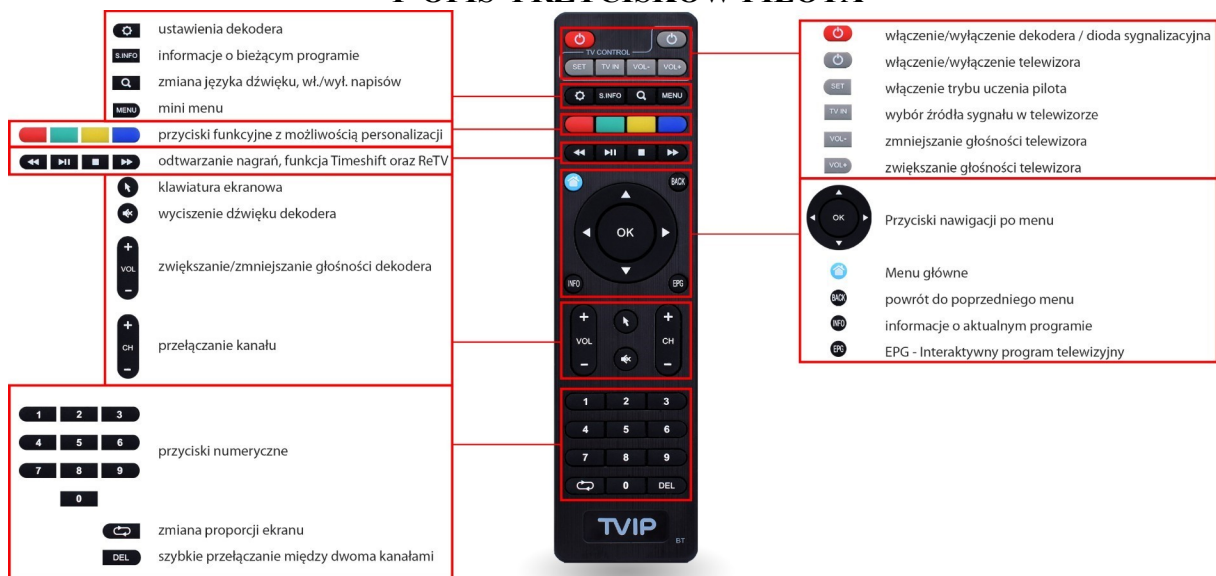 P OPIS PRZYCISKÓW PILOTA
ustawienia dekodera
S.INFO informacje o bieżącym programie
zmiana języka dźwięku, wł./wył. napisów
MENU mini menu
przyciski funkcyjne z możliwością personalizacji
odtwarzanie nagrań, funkcja Timeshift oraz ReTV
klawiatura ekranowa
wyciszenie dźwięku dekodera
+
VOL zwiększanie/zmniejszanie głośności dekodera
−
+
CH przełączanie kanału
−
1 2 3
4 5 6
przyciski numeryczne
7 8 9
0
zmiana proporcji ekranu
DEL szybkie przełączanie między dwoma kanałami
TV CONTROL
SET TV IN VOL- VOL+
S.INFO MENU
BACK
OK
INFO EPG
+ +
VOL CH
− −
1 2 3
4 5 6
7 8 9
0 DEL
TVIP
BT
włączenie/wyłączenie dekodera / dioda sygnalizacyjna
włączenie/wyłączenie telewizora
SET włączenie trybu uczenia pilota
TV IN wybór źródła sygnału w telewizorze
VOL- zmniejszanie głośności telewizora
VOL+ zwiększanie głośności telewizora
OK Przyciski nawigacji po menu
Menu główne
BACK powrót do poprzedniego menu
INFO informacje o aktualnym programie
EPG EPG - Interaktywny program telewizyjny